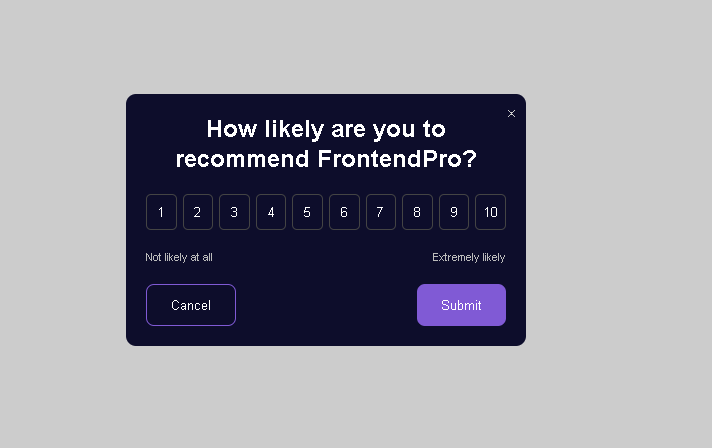 ×
How likely are you to
recommend FrontendPro?
1 2 3 4 5 6 7 8 9 10
Not likely at all Extremely likely
Cancel Submit